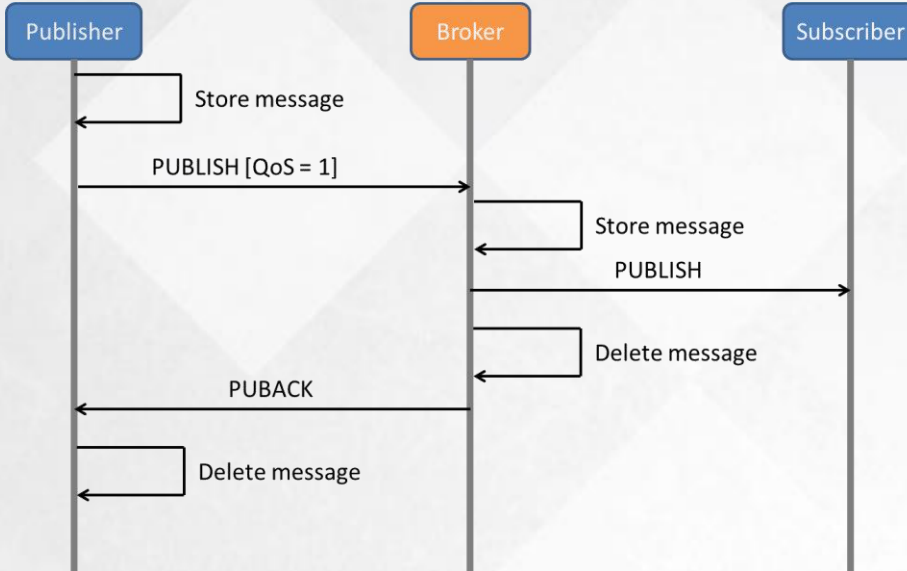 Publisher
Broker
Subscriber
Store message
PUBLISH [QoS = 1]
Store message
PUBLISH
Delete message
PUBACK
Delete message